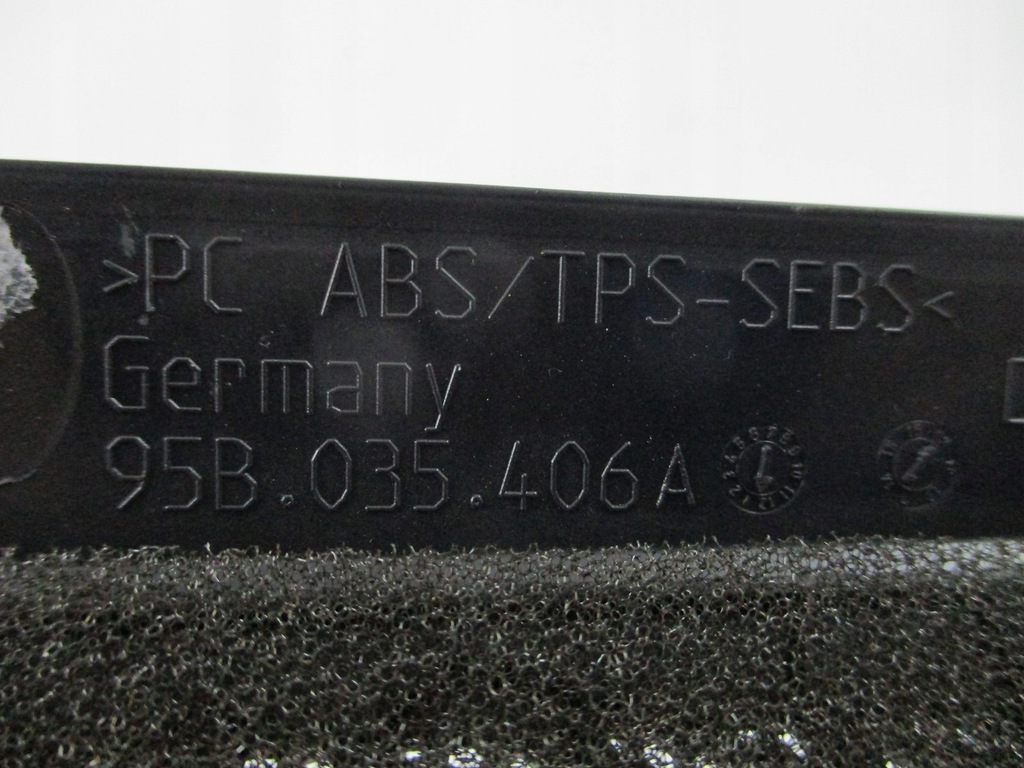 >PC ABS/TPS-SEBS<
Germany
95B.035.406A